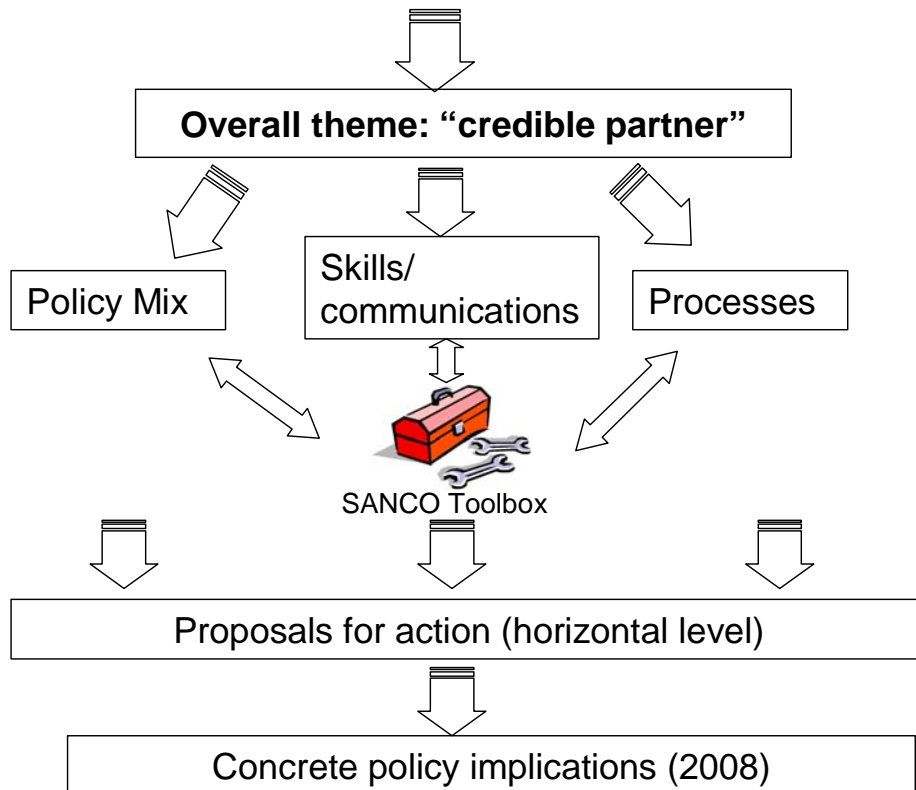 Overall theme: “credible partner”
Policy Mix
Skills/
communications
Processes
SANCO Toolbox
Proposals for action (horizontal level)
Concrete policy implications (2008)